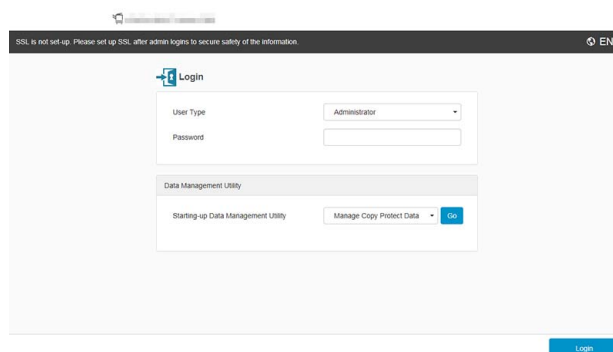 SSL is not set-up. Please set up SSL after admin logins to secure safety of the information.
EN
Login
User Type
Administrator
Password
Data Management Utility
Starting-up Data Management Utility
Manage Copy Protect Data
Go
Login